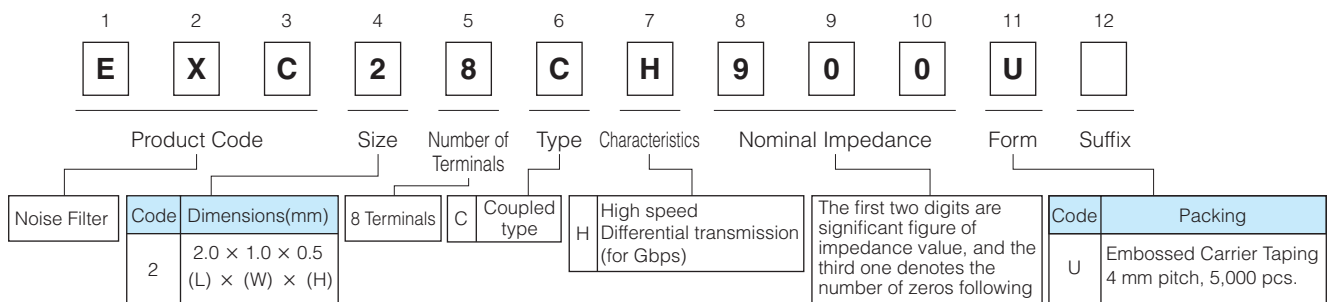 1 2 3 4 5 6 7 8 9 10 11 12
E X C 2 8 C H 9 0 0 U
Product Code Size Number of Terminals Type Characteristics Nominal Impedance Form Suffix
Noise Filter
Code Dimensions(mm)
2 2.0 × 1.0 × 0.5
(L) × (W) × (H)
8 Terminals
C Coupled
type
H High speed
Differential transmission
(for Gbps)
The first two digits are
significant figure of
impedance value, and the
third one denotes the
number of zeros following
Code Packing
U Embossed Carrier Taping
4 mm pitch, 5,000 pcs.